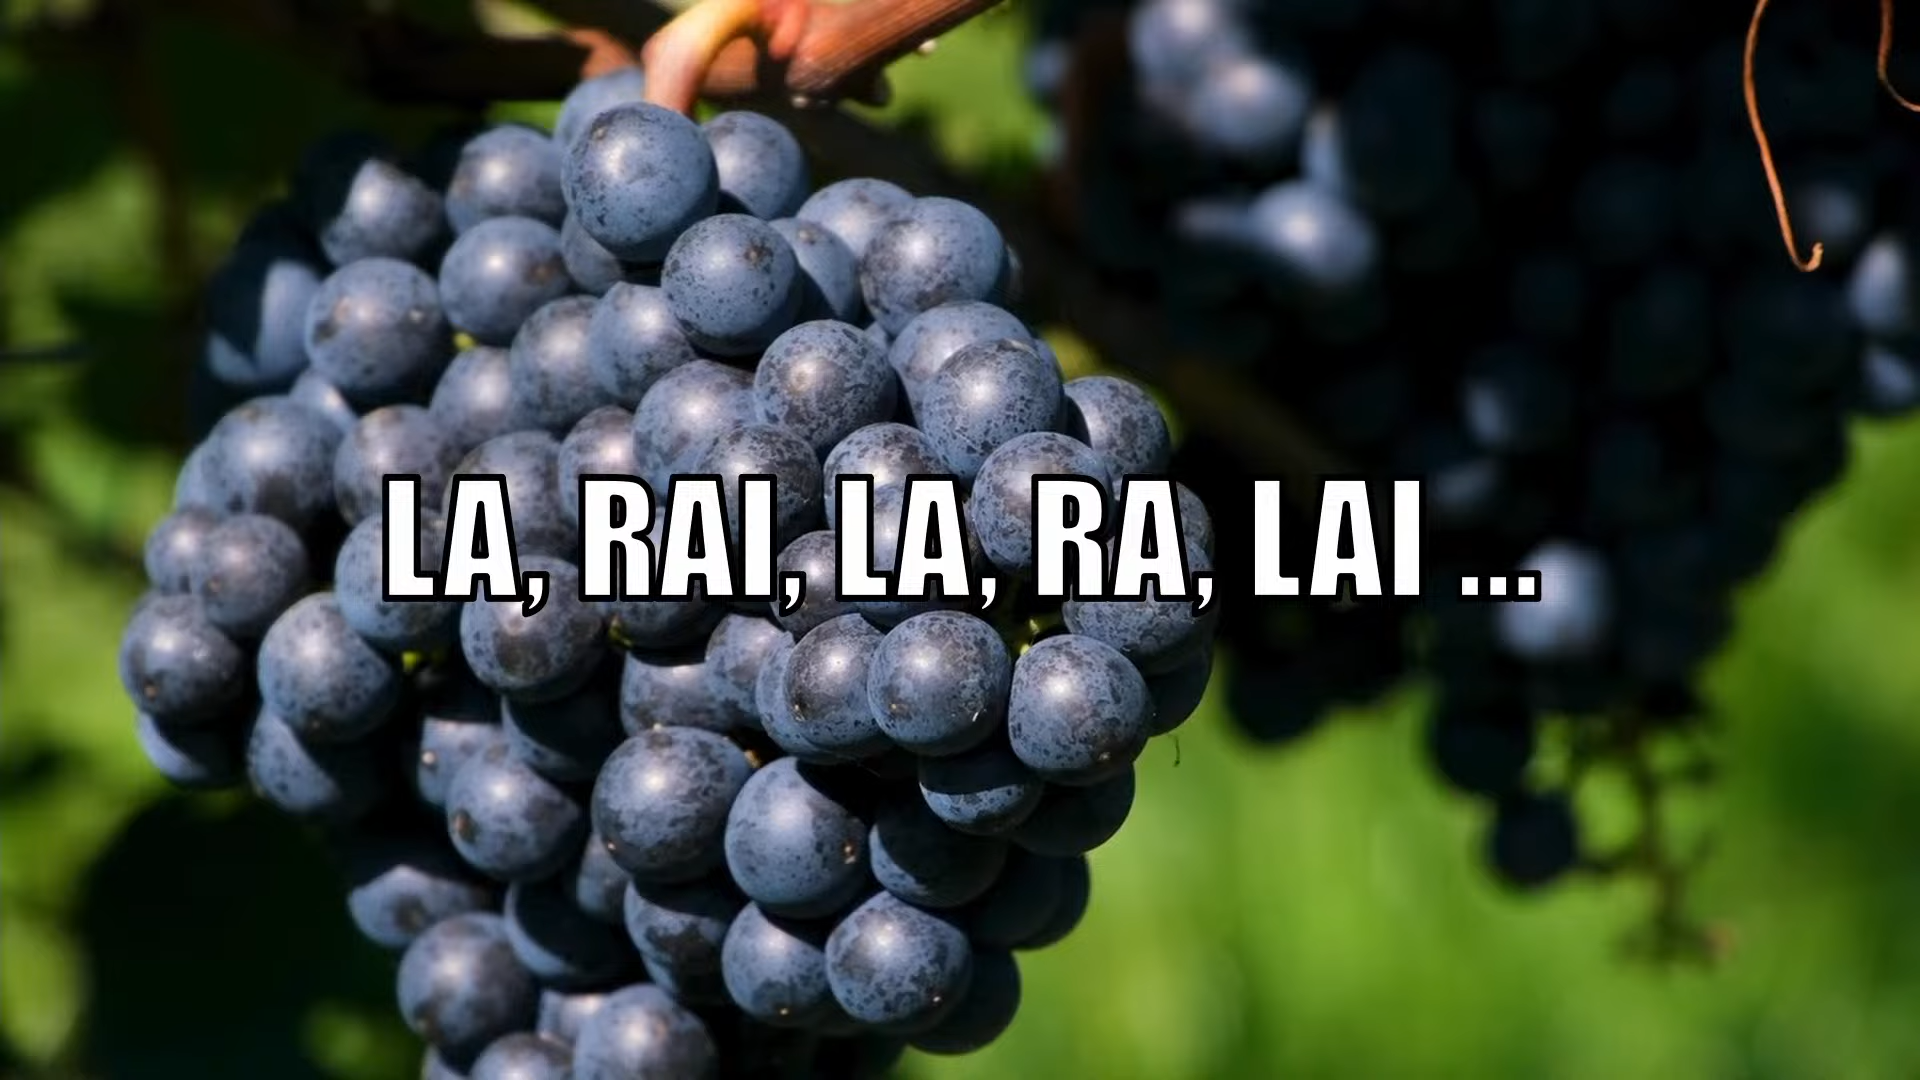 LA, RAI, LA, RA, LAI ...